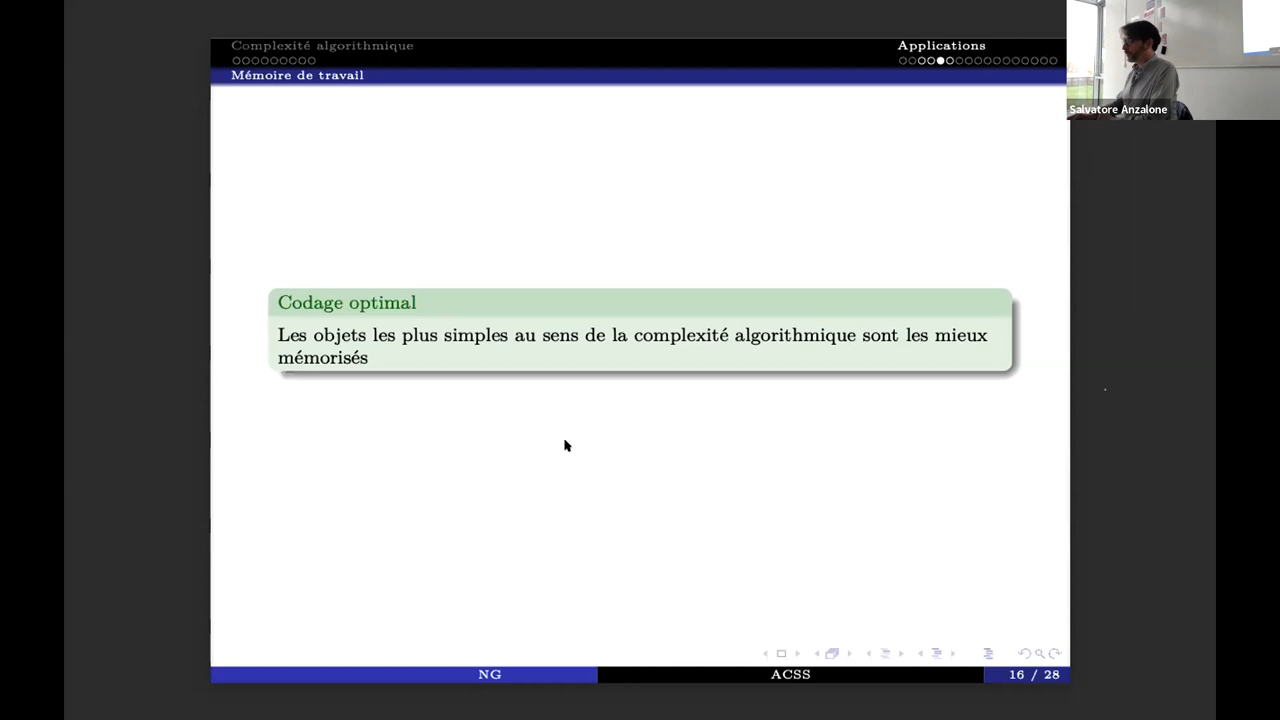 Complexité algorithmique
Applications
Mémoire de travail
Salvatore Anzalone
Codage optimal
Les objets les plus simples au sens de la complexité algorithmique sont les mieux
mémorisés
NG
ACSS
16 / 28